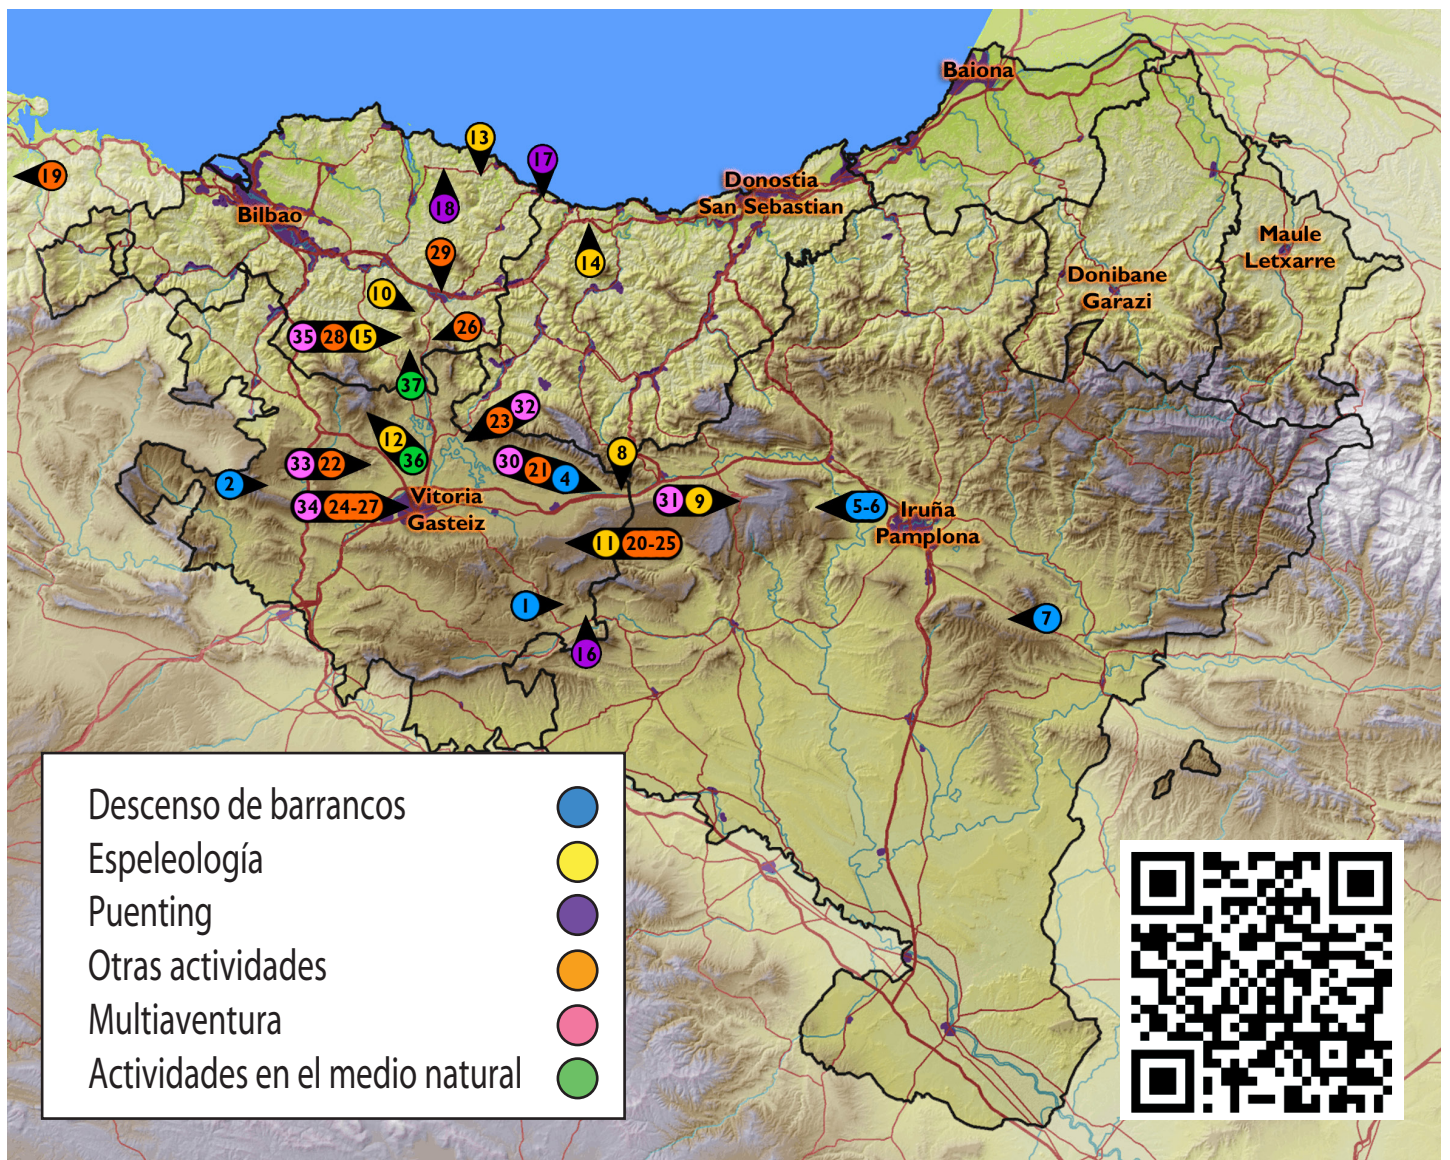 Baiona
13
17
19
Donostia
San Sebastian
18
Bilbao
Maule
Letxarre
29
14
Donibane
Garazi
10
26
35 28 15
37
32
23
12
8
36
33 22
30
21
4
2
31 9
Vitoria
Gasteiz
34 24-27
5-6
Iruña
Pamplona
11 20-25
1
7
16
Descenso de barrancos
Espeleología
Puenting
Otras actividades
Multiaventura
Actividades en el medio natural